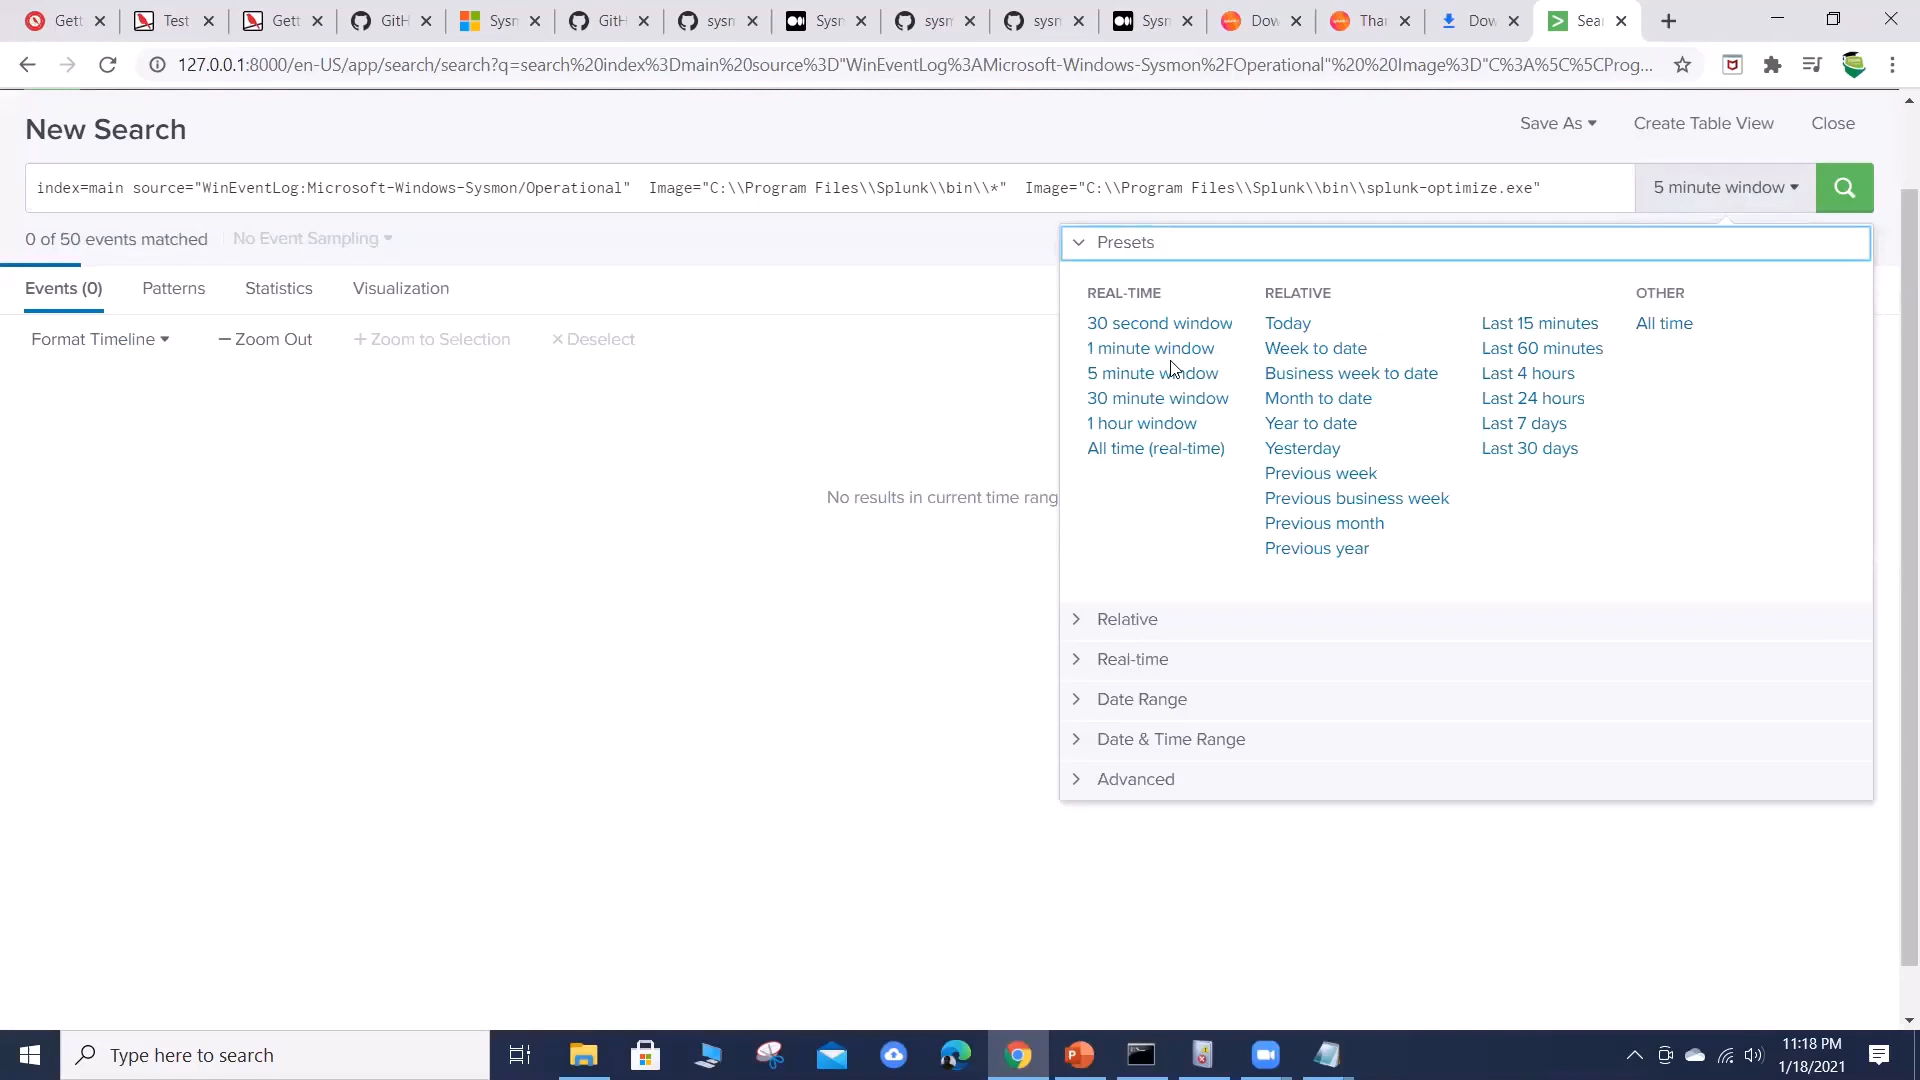 Gett
Test
Gett
GitH
Sysm
GitH
sysm
Sysm
sysm
sysm
Sysm
Dow
Thar
Dow
Sear
127.0.0.1:8000/en-US/app/search/search?q=search%20index%3Dmain%20source%3D"WinEventLog%3AMicrosoft-Windows-Sysmon%2FOperational"%20%20Image%3D"C%3A%5C%5CProg...
New Search
Save As
Create Table View
Close
index=main source="WinEventLog:Microsoft-Windows-Sysmon/Operational"  Image="C:\\Program Files\\Splunk\\bin\\*"  Image="C:\\Program Files\\Splunk\\bin\\splunk-optimize.exe"
5 minute window
0 of 50 events matched
No Event Sampling
Presets
Events (0)
Patterns
Statistics
Visualization
Format Timeline
– Zoom Out
+ Zoom to Selection
× Deselect
No results in current time rang
REAL-TIME
30 second window
1 minute window
5 minute window
30 minute window
1 hour window
All time (real-time)
RELATIVE
Today
Week to date
Business week to date
Month to date
Year to date
Yesterday
Previous week
Previous business week
Previous month
Previous year
Last 15 minutes
Last 60 minutes
Last 4 hours
Last 24 hours
Last 7 days
Last 30 days
OTHER
All time
Relative
Real-time
Date Range
Date & Time Range
Advanced
Type here to search
11:18 PM
1/18/2021